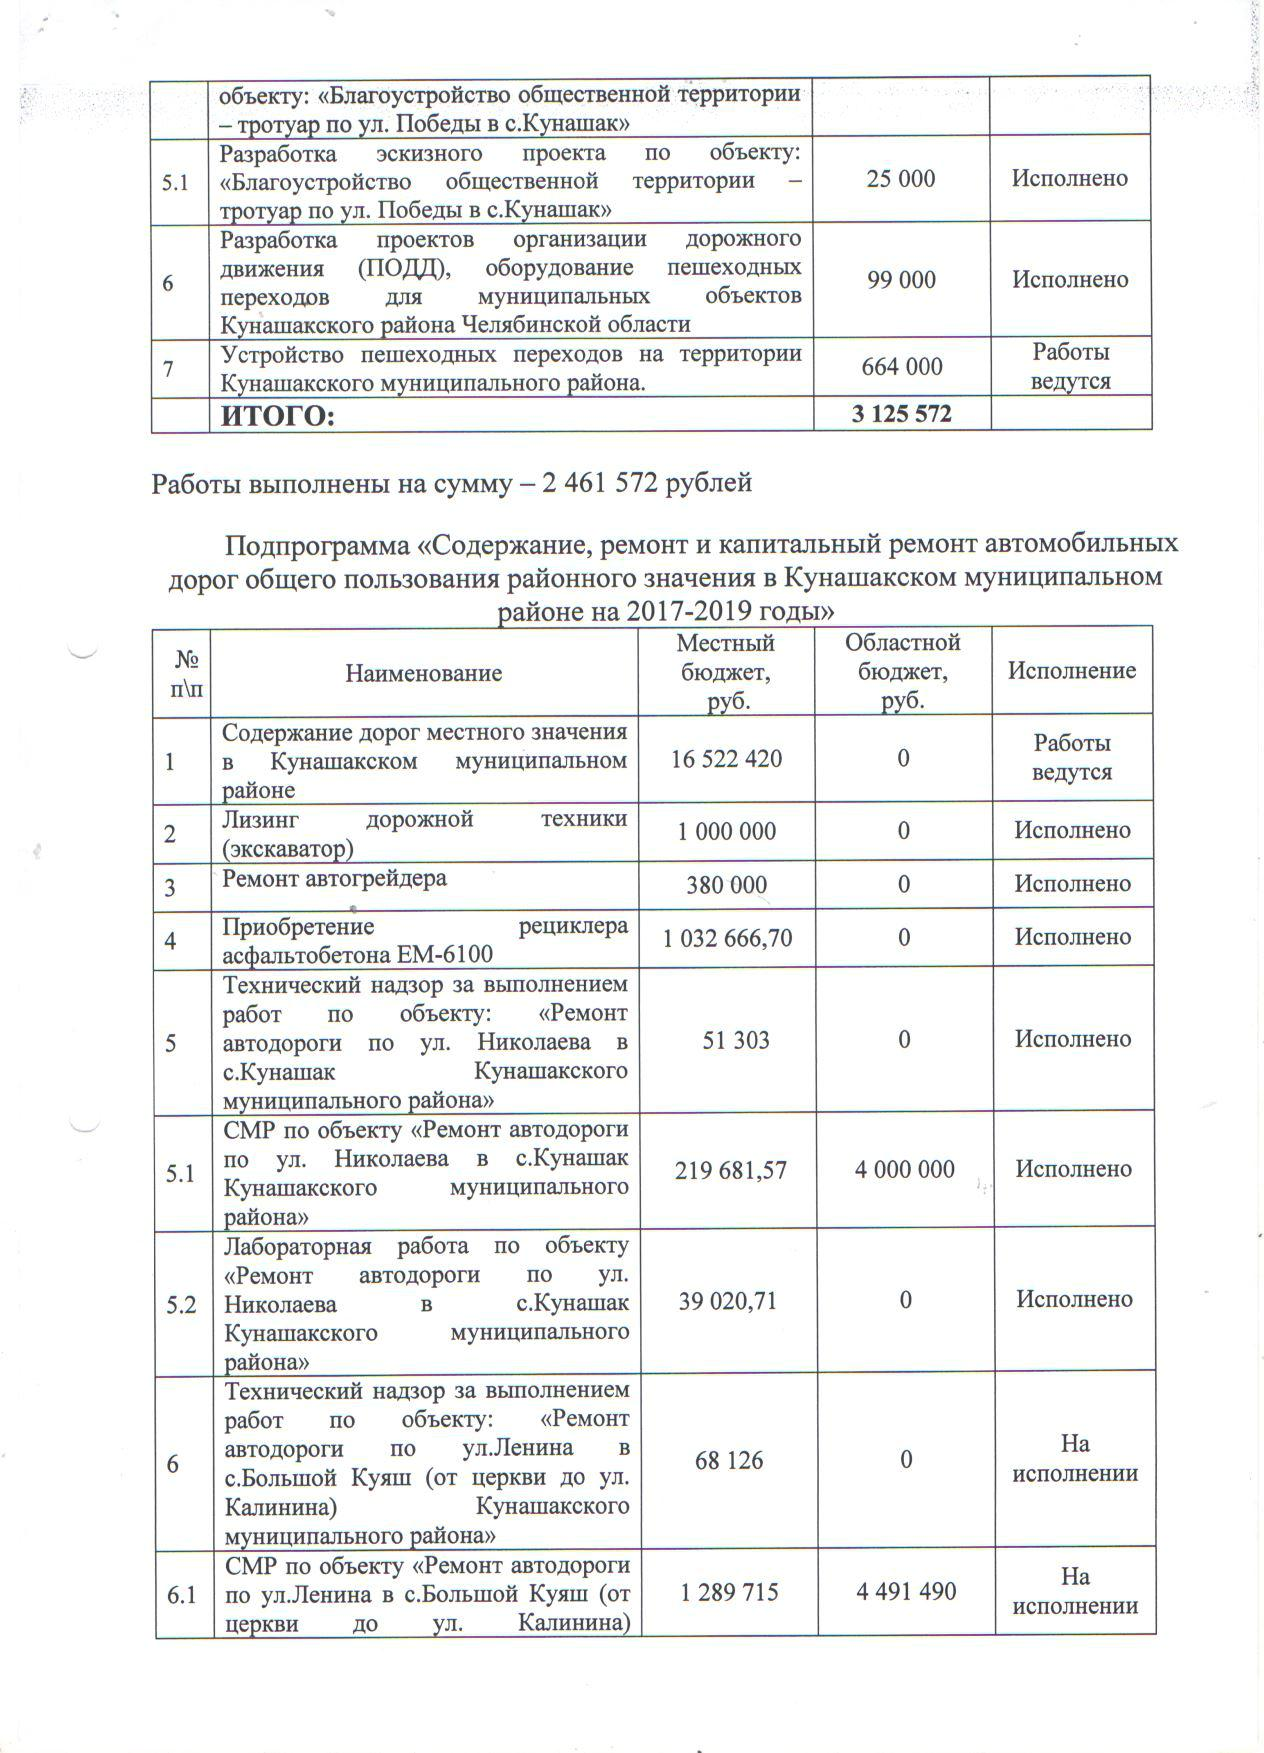 объекту: «Благоустройство общественной территории
– тротуар по ул. Победы в с.Кунашак»
5.1
Разработка эскизного проекта по объекту:
«Благоустройство общественной территории –
тротуар по ул. Победы в с.Кунашак»
25 000
Исполнено
6
Разработка проектов организации дорожного
движения (ПОДД), оборудование пешеходных
переходов для муниципальных объектов
Кунашакского района Челябинской области
99 000
Исполнено
7
Устройство пешеходных переходов на территории
Кунашакского муниципального района.
664 000
Работы
ведутся
ИТОГО:
3 125 572
Работы выполнены на сумму – 2 461 572 рублей
Подпрограмма «Содержание, ремонт и капитальный ремонт автомобильных
дорог общего пользования районного значения в Кунашакском муниципальном
районе на 2017-2019 годы»
№
п\п
Наименование
Местный
бюджет,
руб.
Областной
бюджет,
руб.
Исполнение
1
Содержание дорог местного значения
в Кунашакском муниципальном
районе
16 522 420
0
Работы
ведутся
2
Лизинг дорожной техники
(экскаватор)
1 000 000
0
Исполнено
3
Ремонт автогрейдера
380 000
0
Исполнено
4
Приобретение рециклера
асфальтобетона ЕМ-6100
1 032 666,70
0
Исполнено
5
Технический надзор за выполнением
работ по объекту: «Ремонт
автодороги по ул. Николаева в
с.Кунашак Кунашакского
муниципального района»
51 303
0
Исполнено
5.1
СМР по объекту «Ремонт автодороги
по ул. Николаева в с.Кунашак
Кунашакского муниципального
района»
219 681,57
4 000 000
Исполнено
5.2
Лабораторная работа по объекту
«Ремонт автодороги по ул.
Николаева в с.Кунашак
Кунашакского муниципального
района»
39 020,71
0
Исполнено
6
Технический надзор за выполнением
работ по объекту: «Ремонт
автодороги по ул.Ленина в
с.Большой Куяш (от церкви до ул.
Калинина) Кунашакского
муниципального района»
68 126
0
На
исполнении
6.1
СМР по объекту «Ремонт автодороги
по ул.Ленина в с.Большой Куяш (от
церкви до ул. Калинина)
1 289 715
4 491 490
На
исполнении